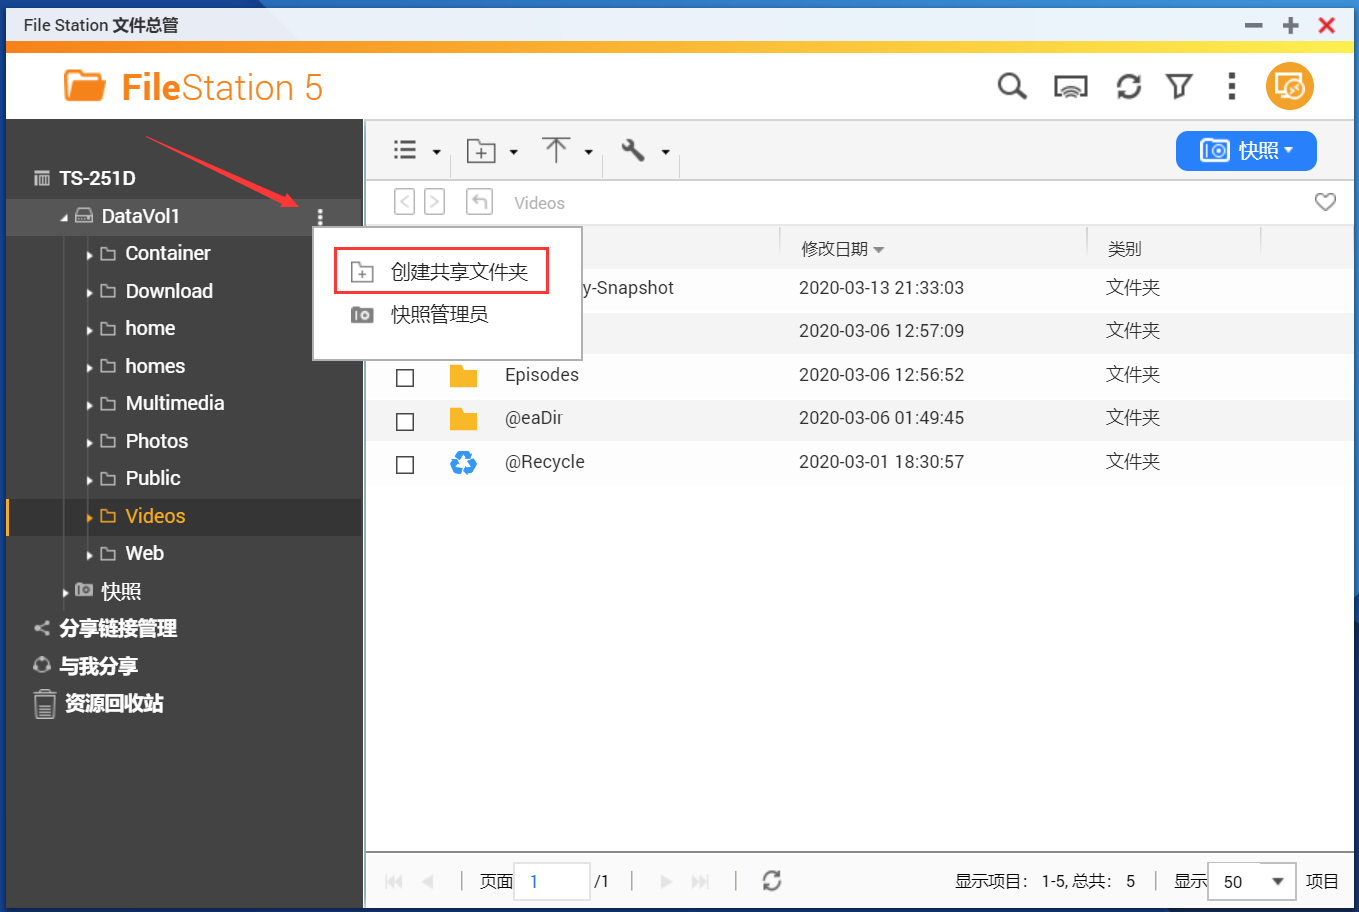 File Station 文件总管
FileStation 5
快照
TS-251D
DataVol1
Container
Download
home
homes
Multimedia
Photos
Public
Videos
Web
快照
分享链接管理
与我分享
资源回收站
Videos
创建共享文件夹
快照管理员
修改日期 类别
y-Snapshot 2020-03-13 21:33:03 文件夹
2020-03-06 12:57:09 文件夹
Episodes 2020-03-06 12:56:52 文件夹
@eaDir 2020-03-06 01:49:45 文件夹
@Recycle 2020-03-01 18:30:57 文件夹
页面 1 /1 显示项目： 1-5, 总共： 5 显示 50 项目